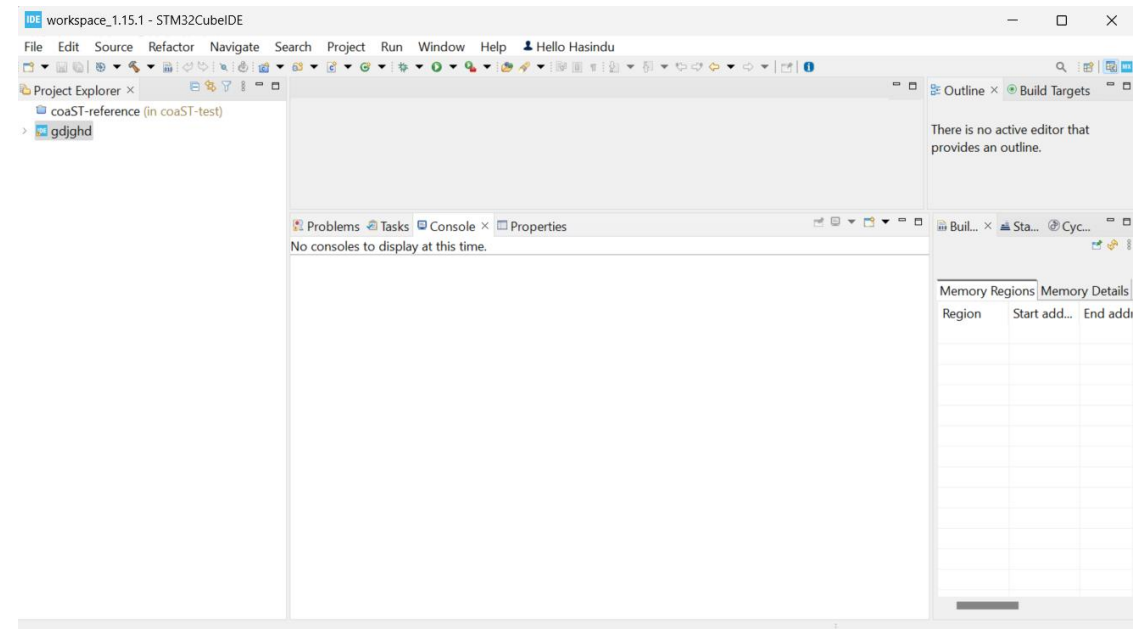 IDE workspace_1.15.1 - STM32CubeIDE
File Edit Source Refactor Navigate Search Project Run Window Help Hello Hasindu
Project Explorer
coaST-reference (in coaST-test)
gdjghd
Outline Build Targets
There is no active editor that
provides an outline.
Problems Tasks Console Properties
No consoles to display at this time.
Buil... Sta... Cyc...
Memory Regions Memory Details
Region Start add... End addr